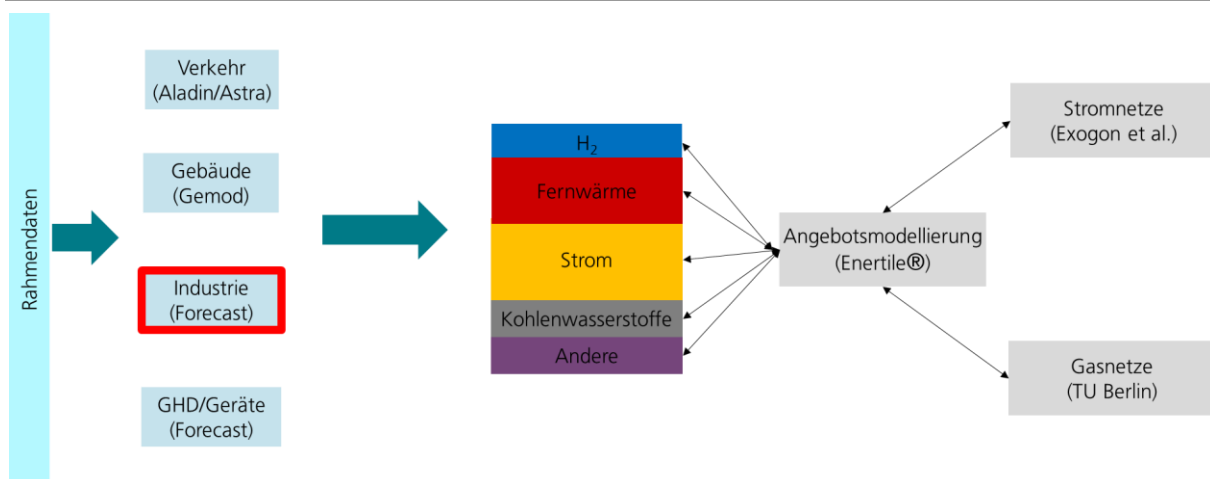 Rahmendaten
Verkehr
(Aladin/Astra)
Gebäude
(Gemod)
Industrie
(Forecast)
GHD/Geräte
(Forecast)
H₂
Fernwärme
Strom
Kohlenwasserstoffe
Andere
Angebotsmodellierung
(Enertile®)
Stromnetze
(Exogon et al.)
Gasnetze
(TU Berlin)